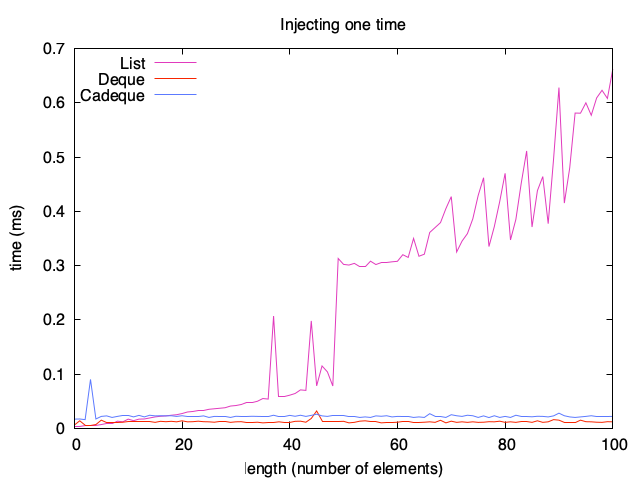 Injecting one time
List
Deque
Cadeque
0.7
0.6
0.5
0.4
0.3
0.2
0.1
0
time (ms)
0 20 40 60 80 100
length (number of elements)